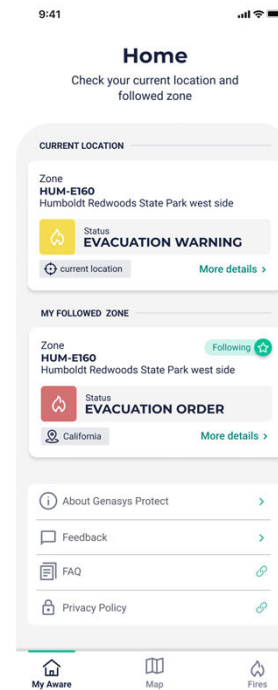 9:41
Home
Check your current location and
followed zone
CURRENT LOCATION
Zone
HUM-E160
Humboldt Redwoods State Park west side
Status
EVACUATION WARNING
current location
More details >
MY FOLLOWED ZONE
Zone
Following
HUM-E160
Humboldt Redwoods State Park west side
Status
EVACUATION ORDER
California
More details >
About Genasys Protect
Feedback
FAQ
Privacy Policy
My Aware
Map
Fires